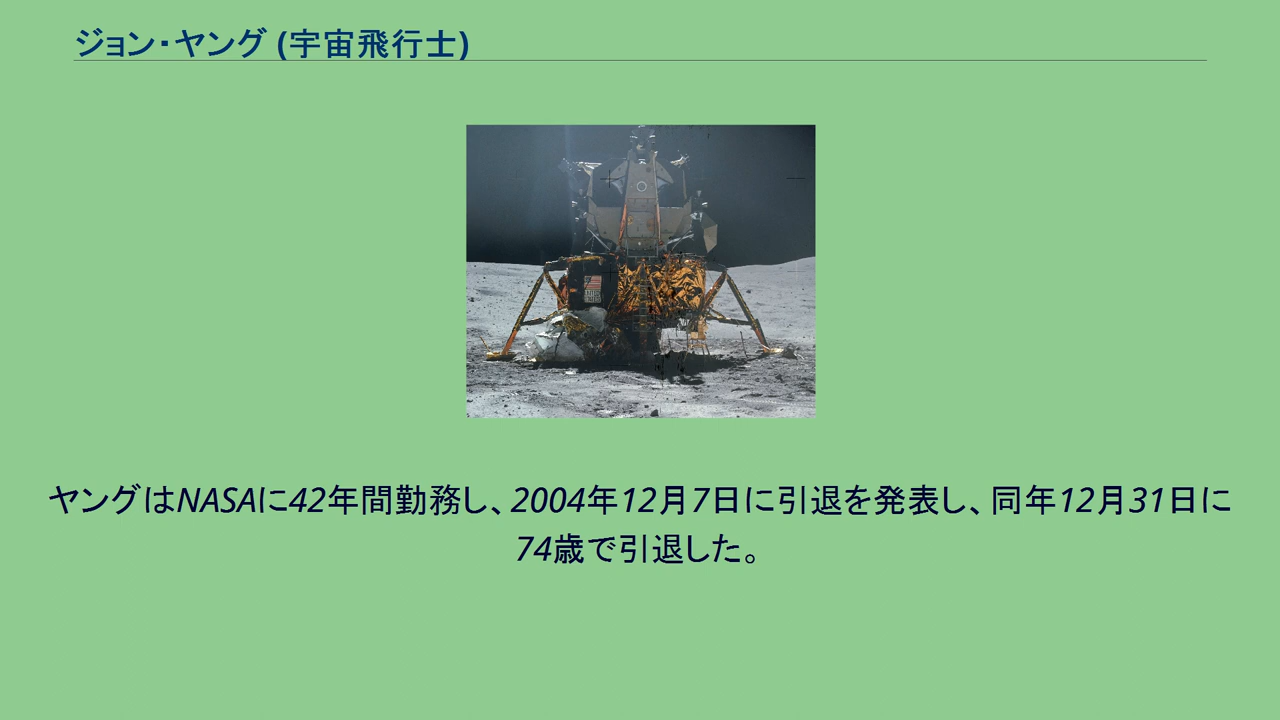 ジョン・ヤング (宇宙飛行士)
ヤングはNASAに42年間勤務し、2004年12月7日に引退を発表し、同年12月31日に
74歳で引退した。